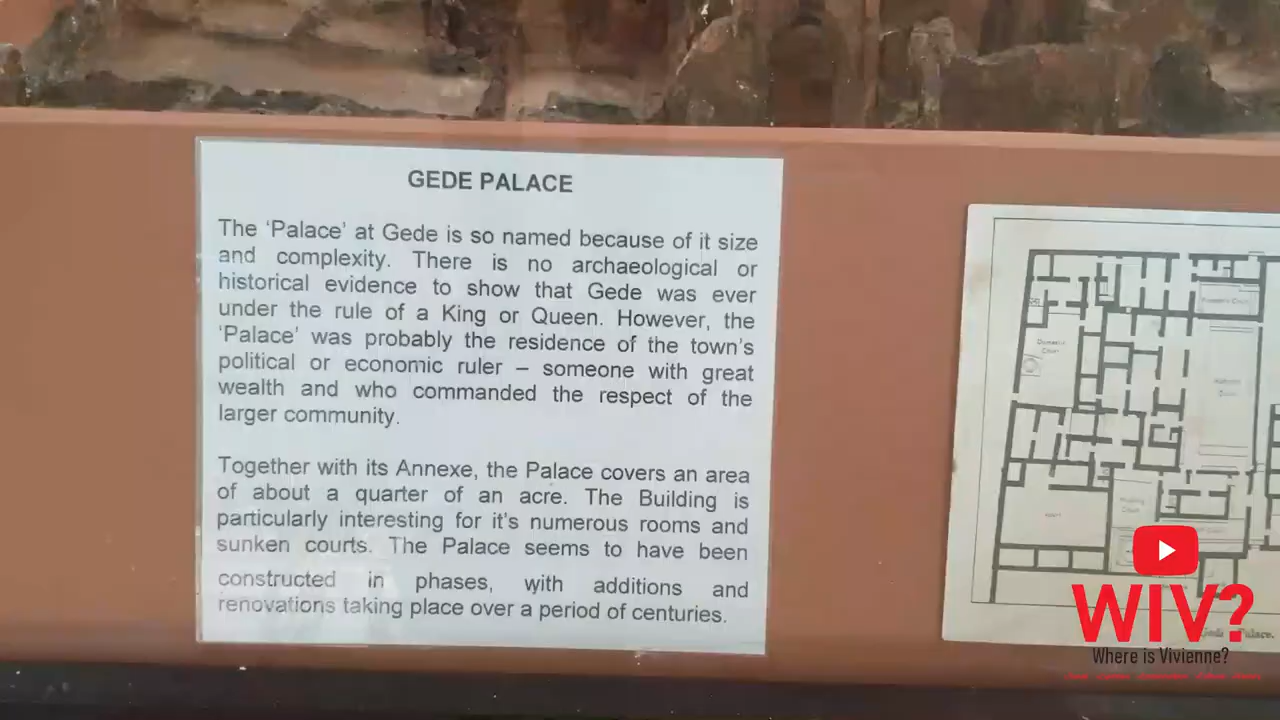 GEDE PALACE
The ‘Palace’ at Gede is so named because of it size
and complexity. There is no archaeological or
historical evidence to show that Gede was ever
under the rule of a King or Queen. However, the
‘Palace’ was probably the residence of the town’s
political or economic ruler – someone with great
wealth and who commanded the respect of the
larger community.
Together with its Annexe, the Palace covers an area
of about a quarter of an acre. The Building is
particularly interesting for it’s numerous rooms and
sunken courts. The Palace seems to have been
constructed in phases, with additions and
renovations taking place over a period of centuries.
Domestic
Court
Palace.
WIV?
Where is Vivienne?